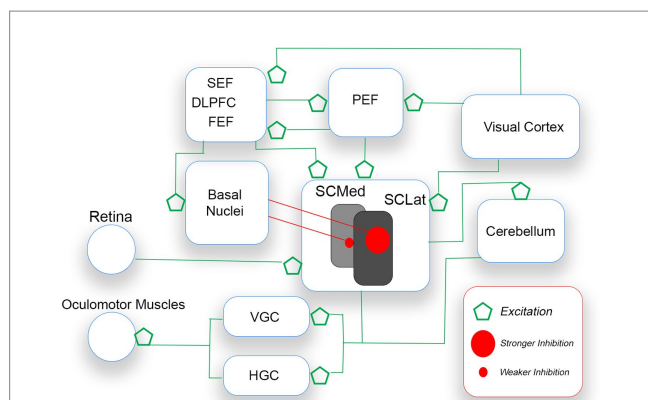 SEF
DLPFC
FEF
PEF
Visual Cortex
Basal
Nuclei
SCMed
SCLat
Retina
Cerebellum
Oculomotor Muscles
VGC
HGC
Excitation
Stronger Inhibition
Weaker Inhibition